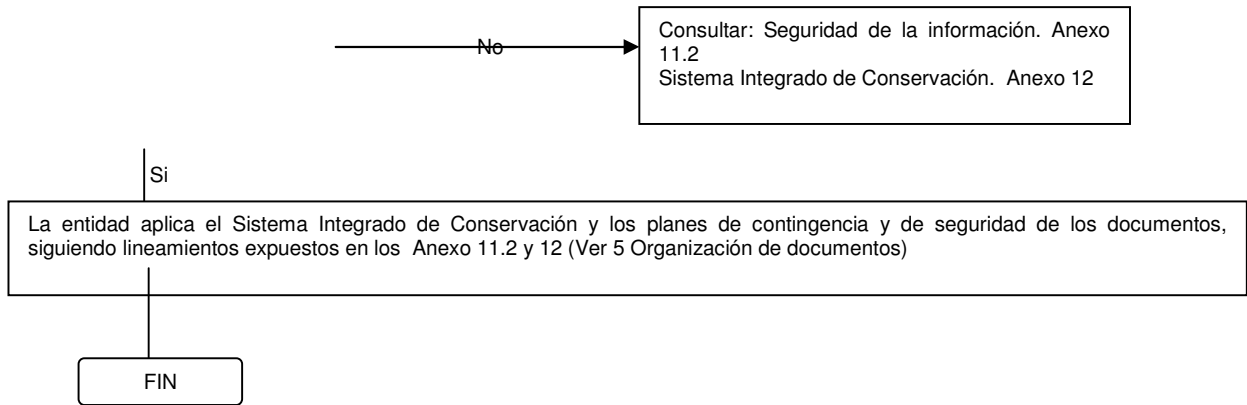 No
Consultar: Seguridad de la información. Anexo
11.2
Sistema Integrado de Conservación. Anexo 12
Si
La entidad aplica el Sistema Integrado de Conservación y los planes de contingencia y de seguridad de los documentos,
siguiendo lineamientos expuestos en los Anexo 11.2 y 12 (Ver 5 Organización de documentos)
FIN